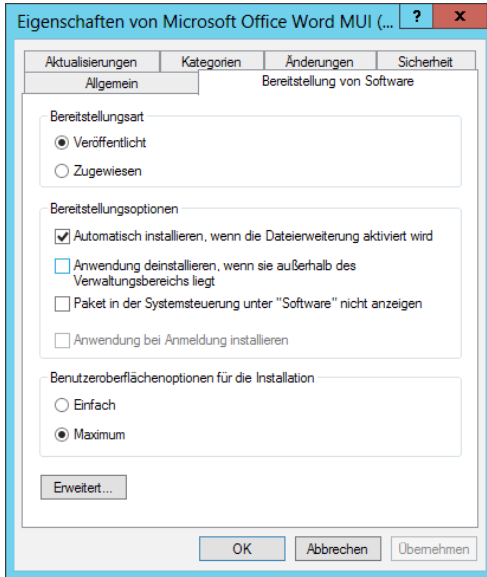 Eigenschaften von Microsoft Office Word MUI (... ? x
Aktualisierungen Kategorien Änderungen Sicherheit
Allgemein Bereitstellung von Software
Bereitstellungsart
Veröffentlicht
Zugewiesen
Bereitstellungsoptionen
Automatisch installieren, wenn die Dateierweiterung aktiviert wird
Anwendung deinstallieren, wenn sie außerhalb des
Verwaltungsbereichs liegt
Paket in der Systemsteuerung unter "Software" nicht anzeigen
Anwendung bei Anmeldung installieren
Benutzeroberflächenoptionen für die Installation
Einfach
Maximum
Erweitert...
OK Abbrechen Übernehmen